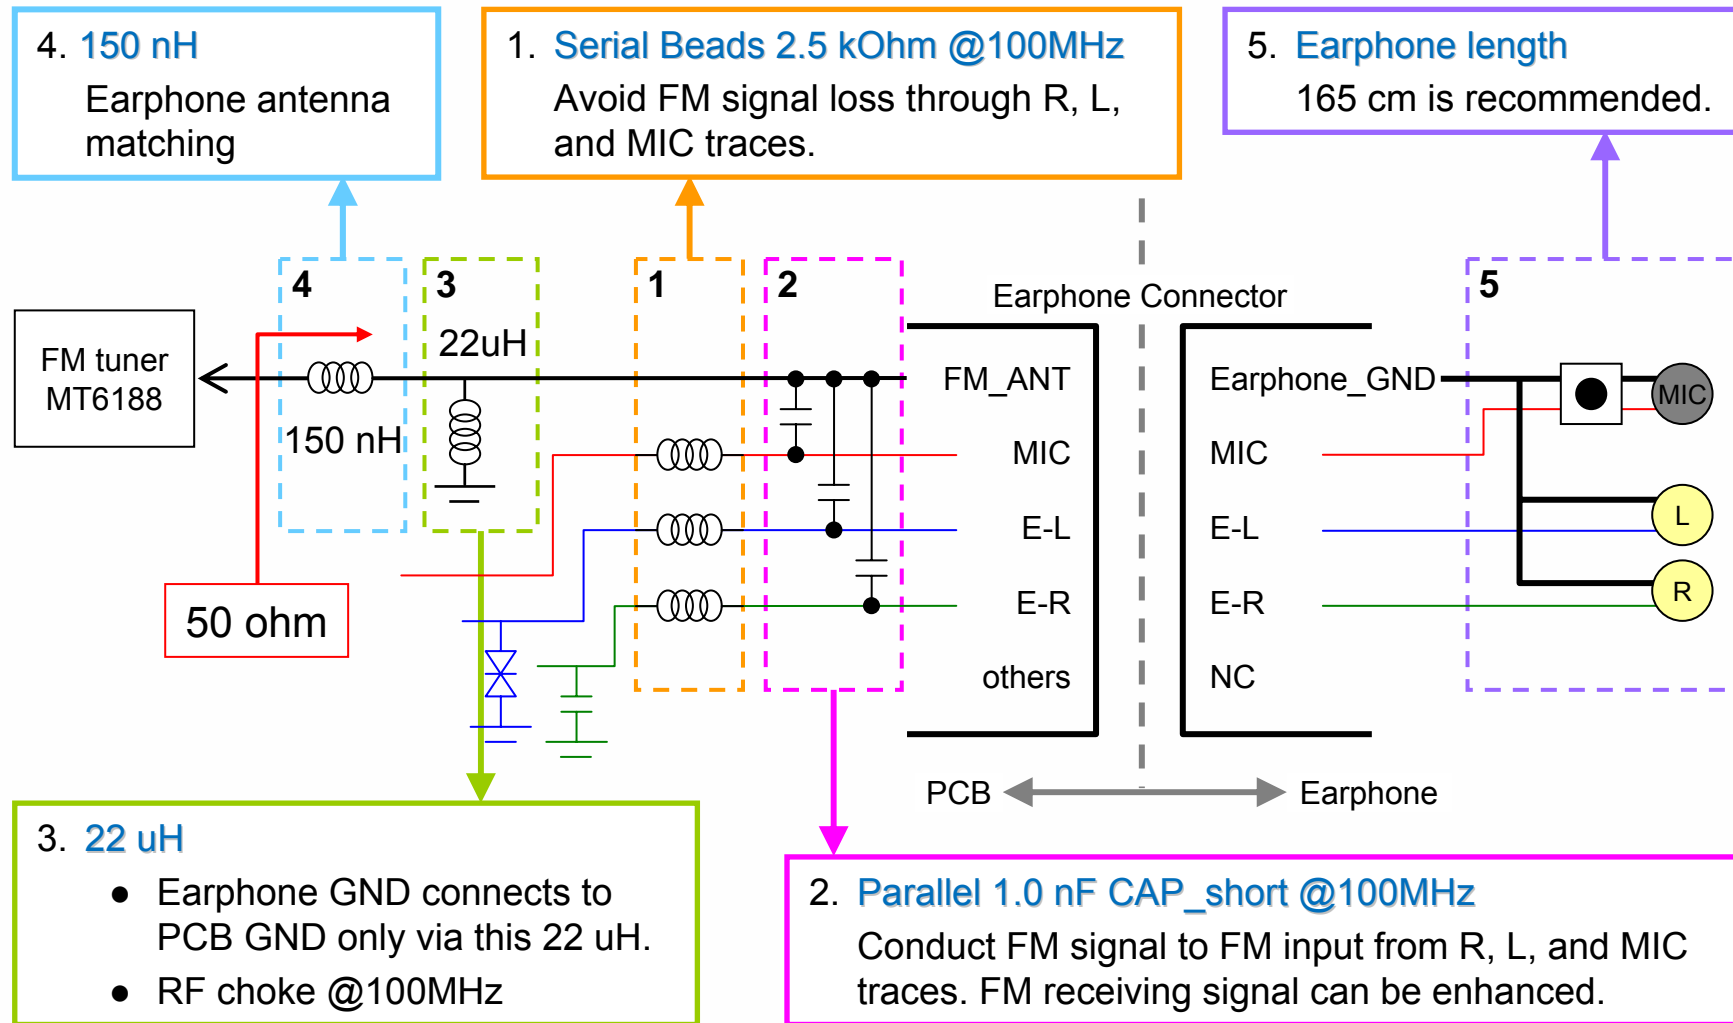 4. 150 nH
Earphone antenna
matching
1. Serial Beads 2.5 kOhm @100MHz
Avoid FM signal loss through R, L,
and MIC traces.
5. Earphone length
165 cm is recommended.
4
3
1
2
5
Earphone Connector
FM tuner
MT6188
22uH
150 nH
50 ohm
FM_ANT
MIC
E-L
E-R
others
Earphone_GND
MIC
E-L
E-R
NC
MIC
L
R
PCB
Earphone
3. 22 uH
● Earphone GND connects to
PCB GND only via this 22 uH.
● RF choke @100MHz
2. Parallel 1.0 nF CAP_short @100MHz
Conduct FM signal to FM input from R, L, and MIC
traces. FM receiving signal can be enhanced.